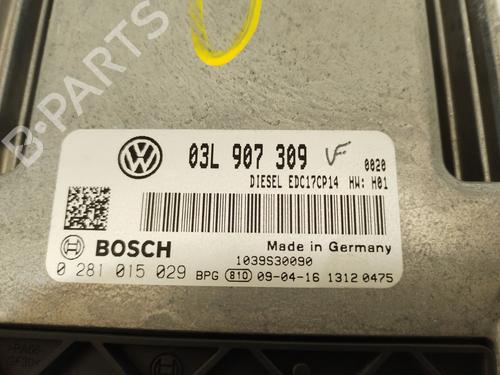 B-PARTS
03L 907 309 VF 0020
DIESEL EDC17CP14 HW: H01
BOSCH
Made in Germany
1039S30090
0 281 015 029 BPG 810 09-04-16 1312 0475